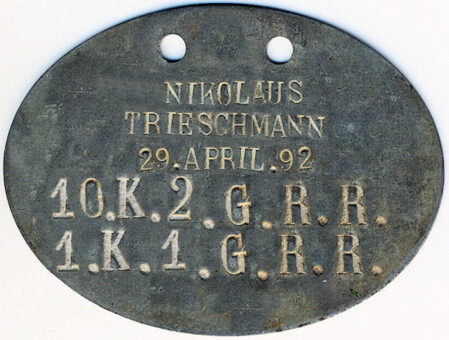 NIKOLAUS
TRIESCHMANN
29.APRIL.92
10.K.2.G.R.R.
1.K.1.G.R.R.